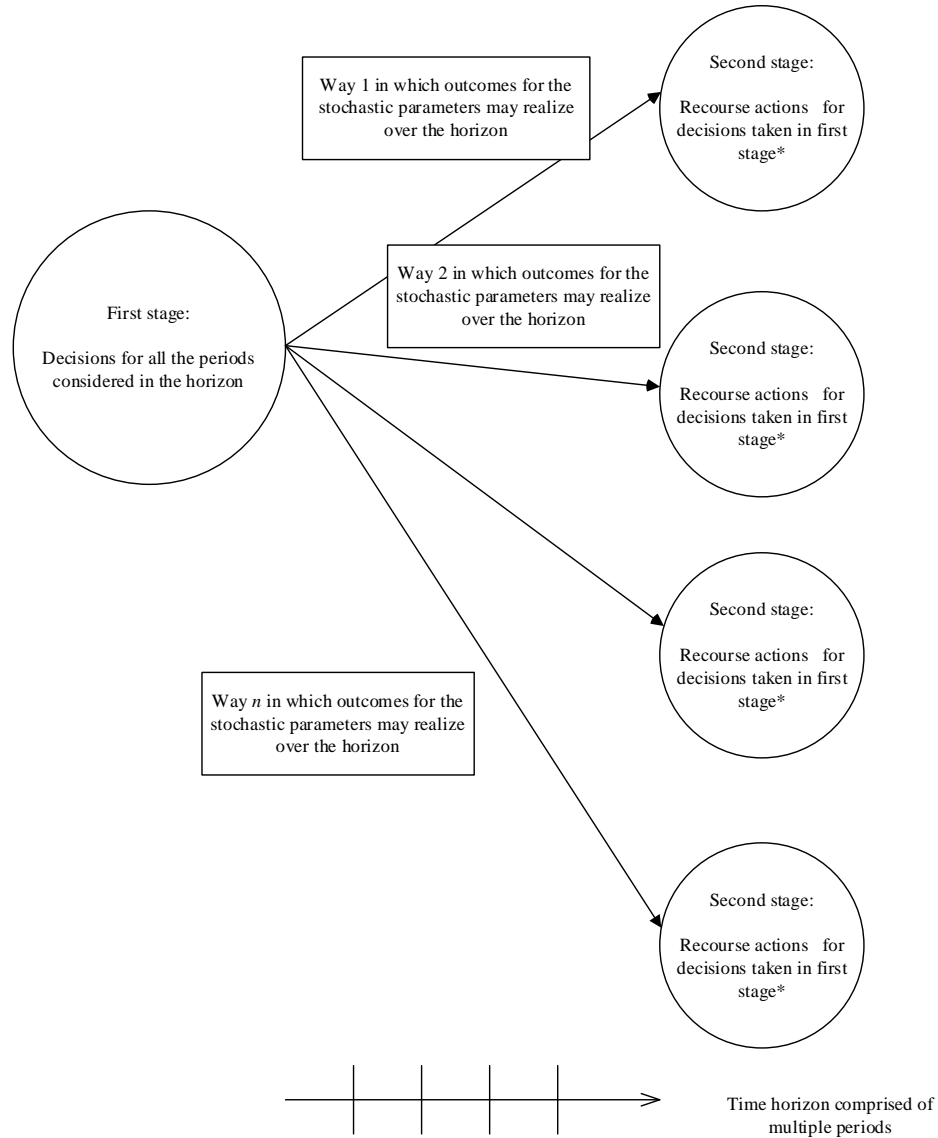 Second stage:
Recourse actions for
decisions taken in first
stage*
Way 1 in which outcomes for the
stochastic parameters may realize
over the horizon
First stage:
Decisions for all the periods
considered in the horizon
Way 2 in which outcomes for the
stochastic parameters may realize
over the horizon
Second stage:
Recourse actions for
decisions taken in first
stage*
Second stage:
Recourse actions for
decisions taken in first
stage*
Way n in which outcomes for the
stochastic parameters may realize
over the horizon
Second stage:
Recourse actions for
decisions taken in first
stage*
Time horizon comprised of
multiple periods